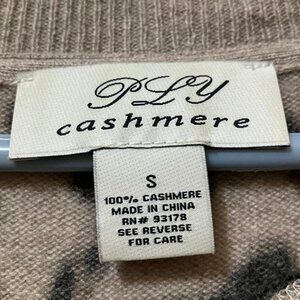 PLY
cashmere
S
100% CASHMERE
MADE IN CHINA
RN# 93178
SEE REVERSE
FOR CARE